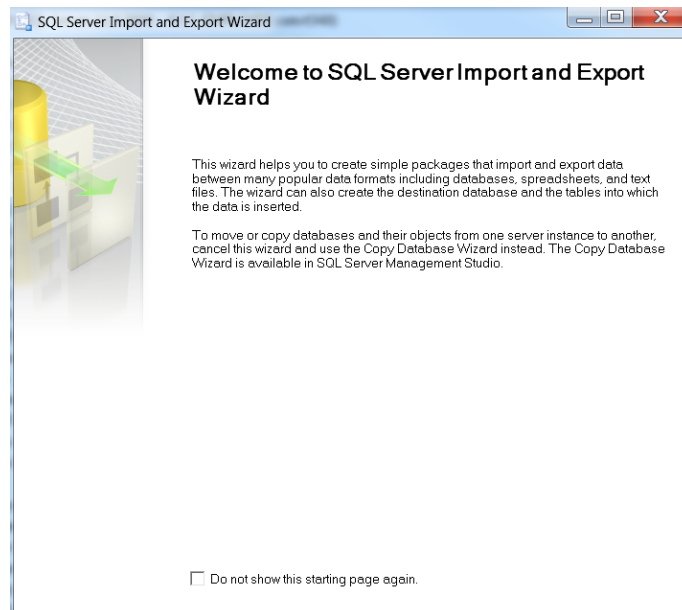 SQL Server Import and Export Wizard
Welcome to SQL Server Import and Export
Wizard
This wizard helps you to create simple packages that import and export data
between many popular data formats including databases, spreadsheets, and text
files. The wizard can also create the destination database and the tables into which
the data is inserted.
To move or copy databases and their objects from one server instance to another,
cancel this wizard and use the Copy Database Wizard instead. The Copy Database
Wizard is available in SQL Server Management Studio.
Do not show this starting page again.